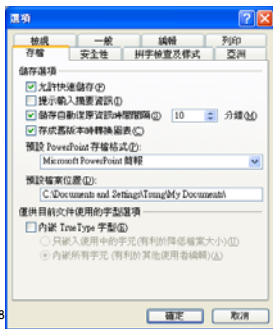 選項
檢視 一般 編輯 列印
存檔 安全性 拼字檢查及樣式 亞洲
儲存選項
允許快速儲存(F)
提示輸入摘要資訊(I)
儲存自動復原資訊時間間隔(S) 10 分鐘(M)
存成舊版本時轉換圖表(C)
預設 PowerPoint 存檔格式(P):
Microsoft PowerPoint 簡報
預設檔案位置(D):
C:\Documents and Settings\Tsung\My Documents\
僅供目前文件使用的字型選項
內嵌 TrueType 字型(E)
只嵌入使用中的字元(有利於降低檔案大小)(U)
內嵌所有字元 (有利於其他使用者編輯)(A)
8
確定 取消